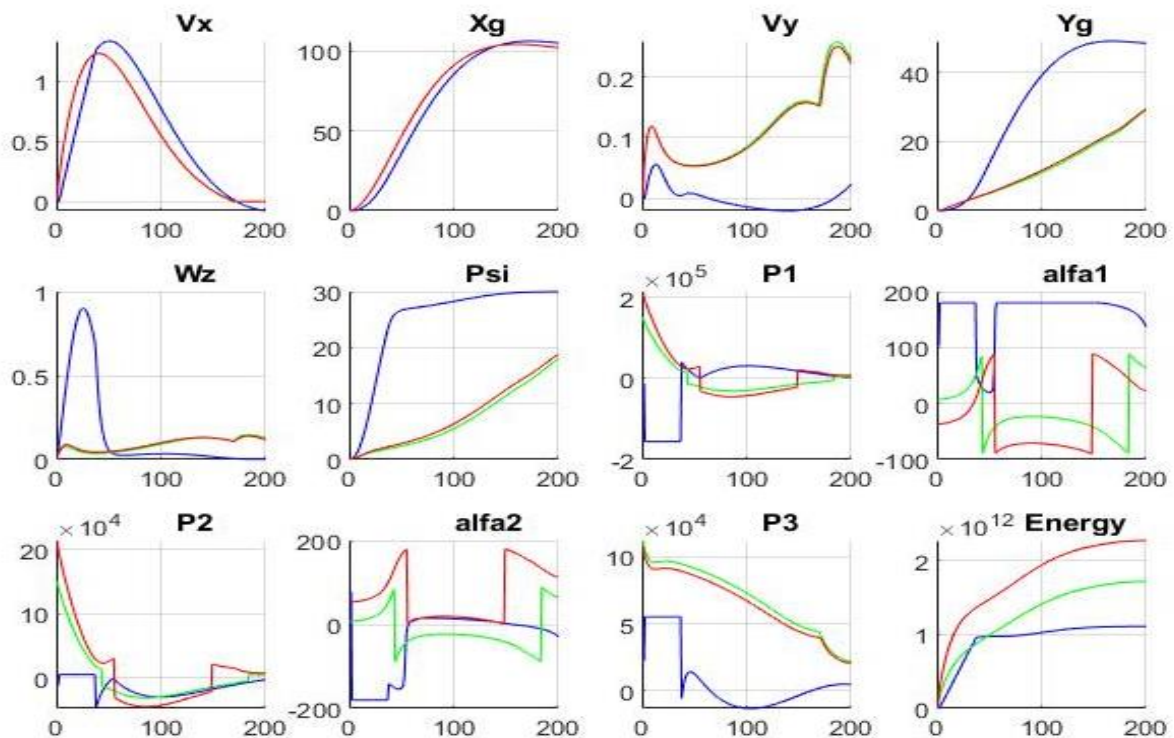 Vx Xg Vy Yg
1 100 0.2 40
0.5 50 0.1 20
0 0 0 0
0 100 200 0 100 200 0 100 200 0 100 200
Wz Psi P1 alfa1
× 10^5
1 30 2 200
0.5 20 0 100
10 0
0 0 -2 -100
0 100 200 0 100 200 0 100 200 0 100 200
P2 alfa2 P3 Energy
× 10^4 × 10^4 × 10^12
20 200 10 2
10 0 5 1
0 -200 0 0
0 100 200 0 100 200 0 100 200 0 100 200